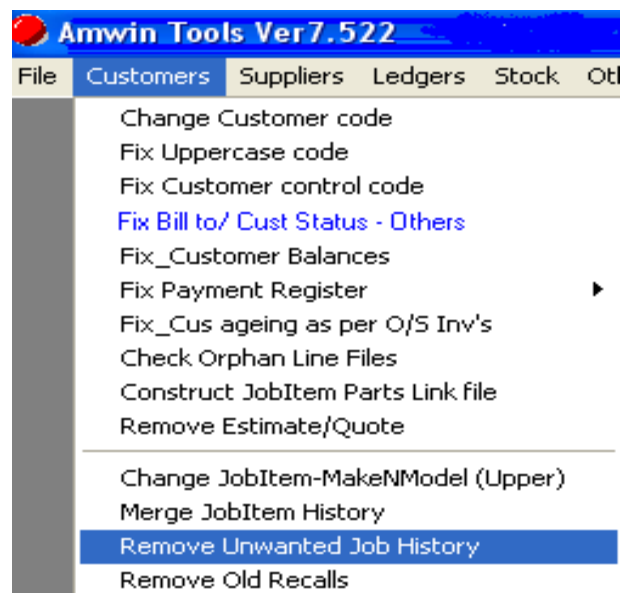 Amwin Tools Ver7.522
File Customers Suppliers Ledgers Stock
Change Customer code
Fix Uppercase code
Fix Customer control code
Fix Bill to/ Cust Status - Others
Fix_Customer Balances
Fix Payment Register
Fix_Cus ageing as per O/S Inv's
Check Orphan Line Files
Construct JobItem Parts Link file
Remove Estimate/Quote
Change JobItem-MakeNModel (Upper)
Merge JobItem History
Remove Unwanted Job History
Remove Old Recalls